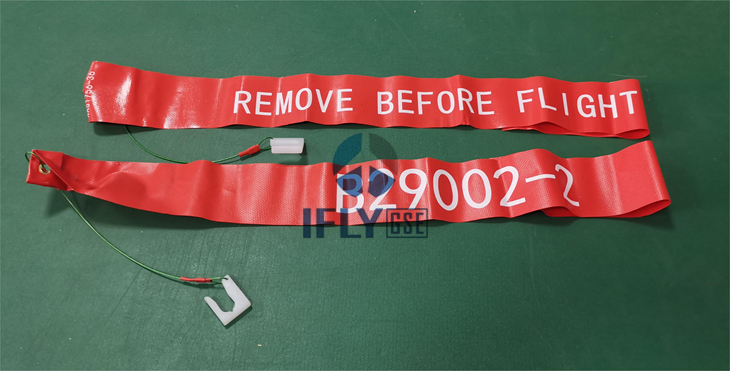 REMOVE BEFORE FLIGHT
B29002-2
IFLY GSE